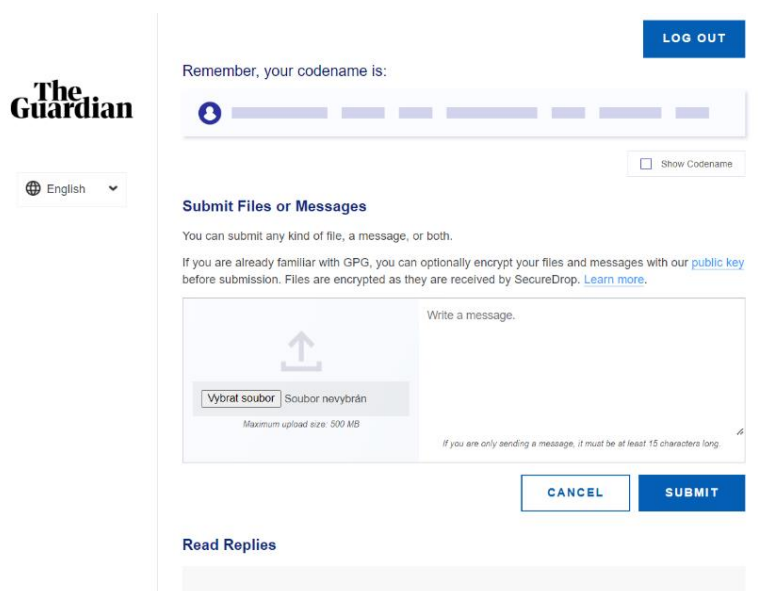 LOG OUT
Remember, your codename is:
The
Guardian
Show Codename
English
Submit Files or Messages
You can submit any kind of file, a message, or both.
If you are already familiar with GPG, you can optionally encrypt your files and messages with our public key
before submission. Files are encrypted as they are received by SecureDrop. Learn more.
Write a message.
Vybrat soubor Soubor nevybrán
Maximum upload size: 500 MB
If you are only sending a message, it must be at least 15 characters long.
CANCEL
SUBMIT
Read Replies